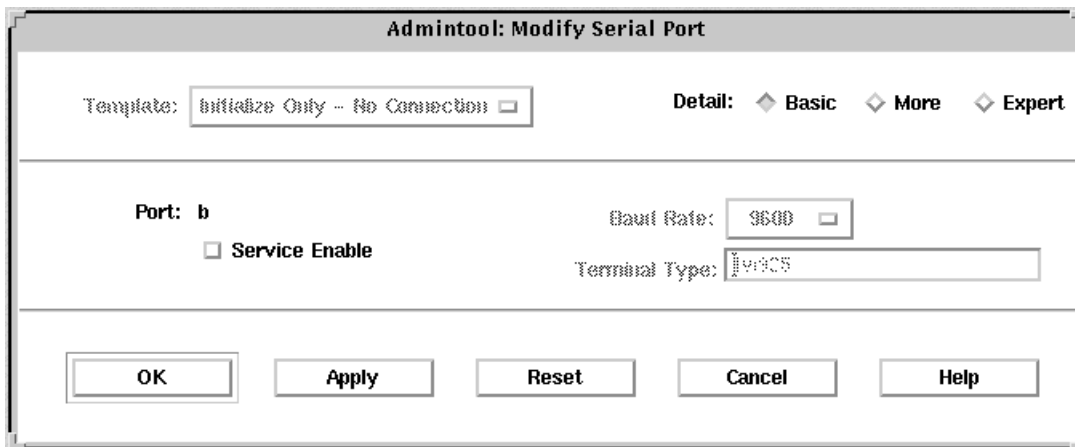 Admintool: Modify Serial Port
Template: Initialize Only – No Connection
Detail: Basic More Expert
Port: b
Baud Rate: 9600
Service Enable
Terminal Type: tvi925
OK Apply Reset Cancel Help